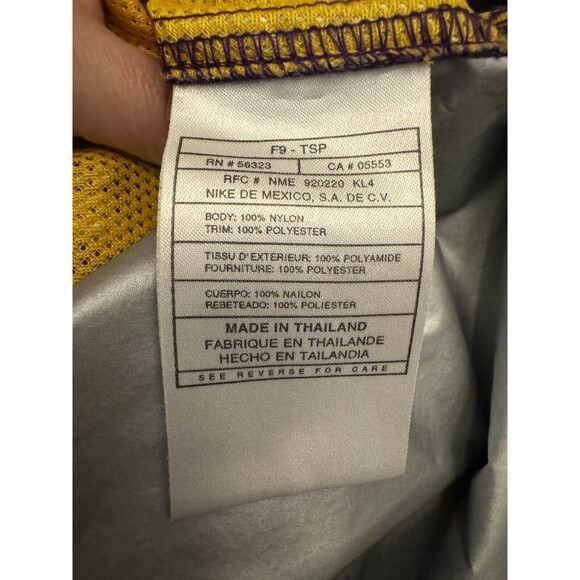 F9 - TSP
RN # 56323 CA # 05553
RFC # NME 920220 KL4
NIKE DE MEXICO, S.A. DE C.V.
BODY: 100% NYLON
TRIM: 100% POLYESTER
TISSU D'EXTERIEUR: 100% POLYAMIDE
FOURNITURE: 100% POLYESTER
CUERPO: 100% NAILON
REBETEADO: 100% POLIESTER
MADE IN THAILAND
FABRIQUE EN THAILANDE
HECHO EN TAILANDIA
SEE REVERSE FOR CARE